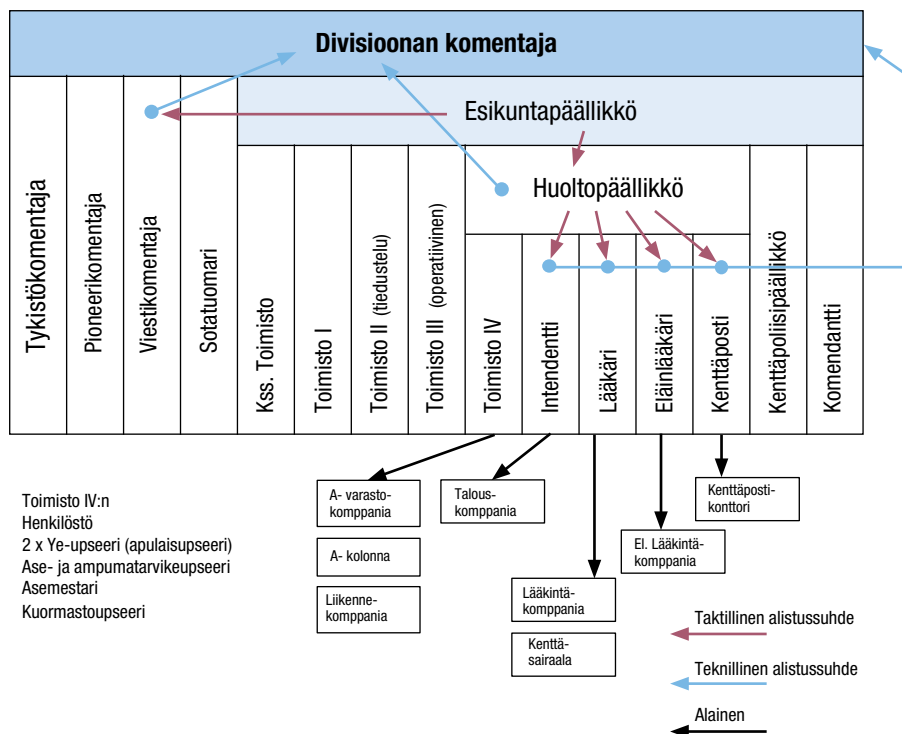 Divisioonan komentaja
Esikuntapäällikkö
Huoltopäällikkö
Tykistökomentaja
Pioneerikomentaja
Viestikomentaja
Sotatuomari
Kss. Toimisto
Toimisto I
Toimisto II (tiedustelu)
Toimisto III (operatiivinen)
Toimisto IV
Intendentti
Lääkäri
Eläinlääkäri
Kenttäposti
Kenttäpoliisipäällikkö
Komendantti
Toimisto IV:n
Henkilöstö
2 x Ye-upseeri (apulaisupseeri)
Ase- ja ampumatarvikeupseeri
Asemestari
Kuormastoupseeri
A- varasto-
komppania
A- kolonna
Liikenne-
komppania
Talous-
komppania
Lääkintä-
komppania
Kenttä-
sairaala
El. Lääkintä-
komppania
Kenttäposti-
konttori
Taktillinen alistussuhde
Teknillinen alistussuhde
Alainen